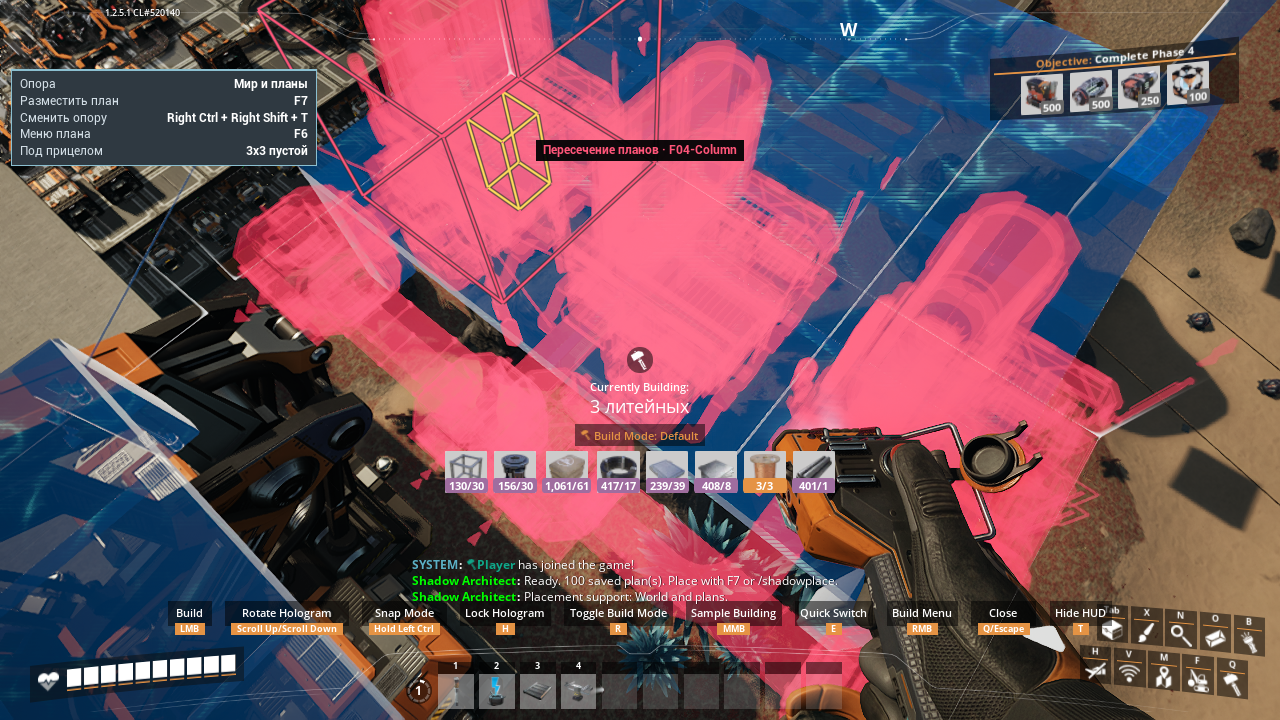 1.2.5.1 CL#520140
W
Objective: Complete Phase 4
500
500
250
100
Опора Мир и планы
Разместить план F7
Сменить опору Right Ctrl + Right Shift + T
Меню плана F6
Под прицелом 3x3 пустой
Пересечение планов · F04-Column
Currently Building:
3 литейных
Build Mode: Default
130/30 156/30 1,061/61 417/17 239/39 408/8 3/3 401/1
SYSTEM: Player has joined the game!
Shadow Architect: Ready. 100 saved plan(s). Place with F7 or /shadowplace.
Shadow Architect: Placement support: World and plans.
Build Rotate Hologram Snap Mode Lock Hologram Toggle Build Mode Sample Building Quick Switch Build Menu Close Hide HUD
LMB Scroll Up/Scroll Down Hold Left Ctrl H R MMB E RMB Q/Escape T
Tab X N O B
H V M F Q
1 2 3 4
1